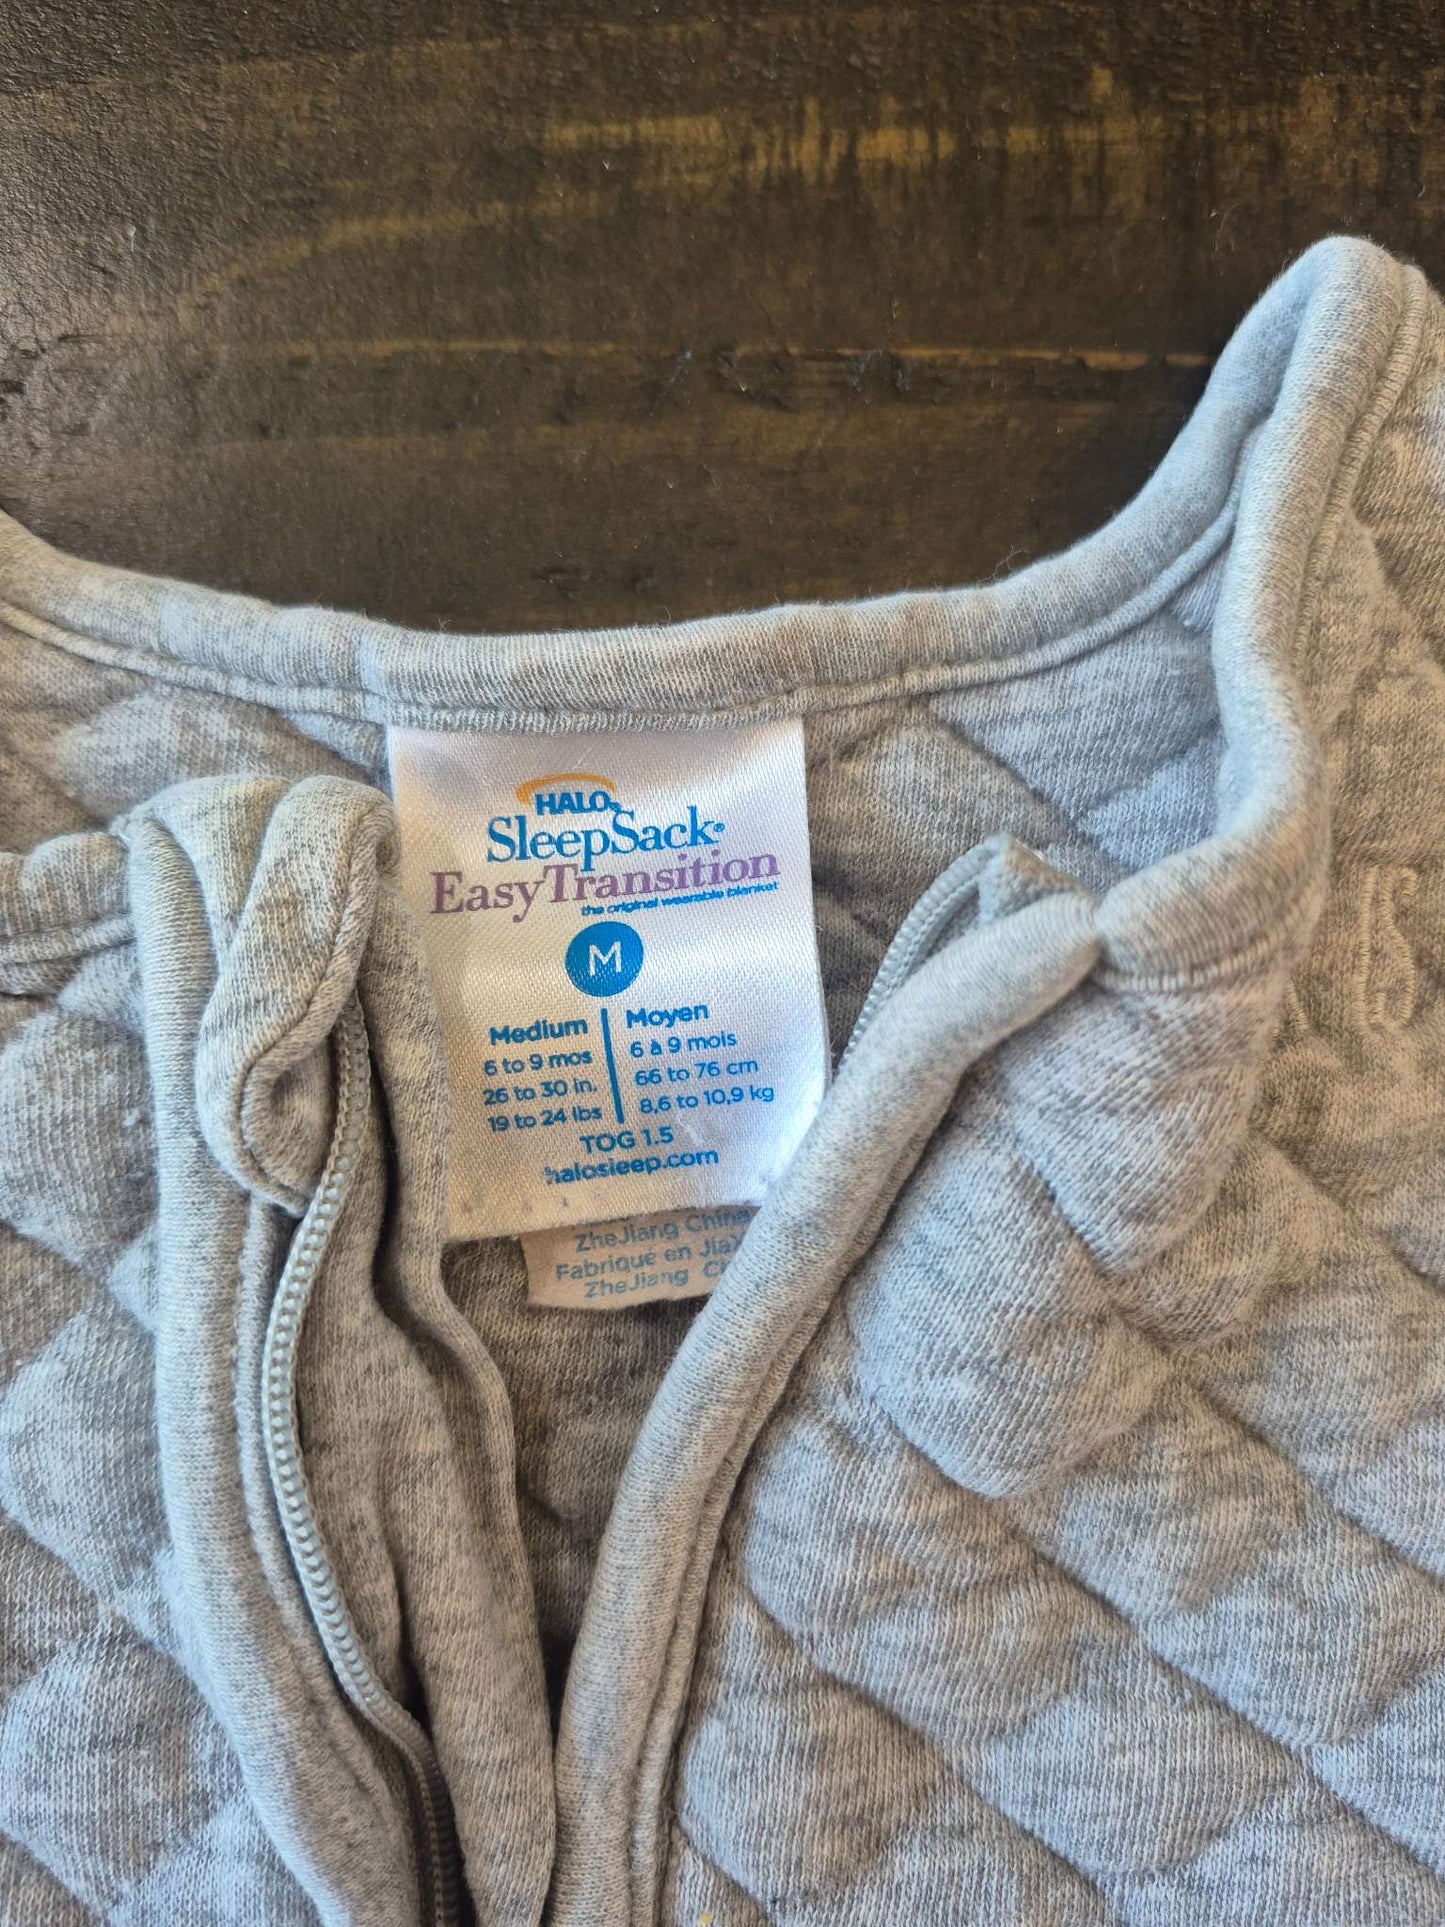 HALO®
SleepSack®
EasyTransition
the original wearable blanket
M
Medium
6 to 9 mos
26 to 30 in.
19 to 24 lbs
Moyen
6 à 9 mois
66 to 76 cm
8,6 to 10,9 kg
TOG 1.5
halosleep.com
ZheJiang China
Fabriqué en
ZheJiang